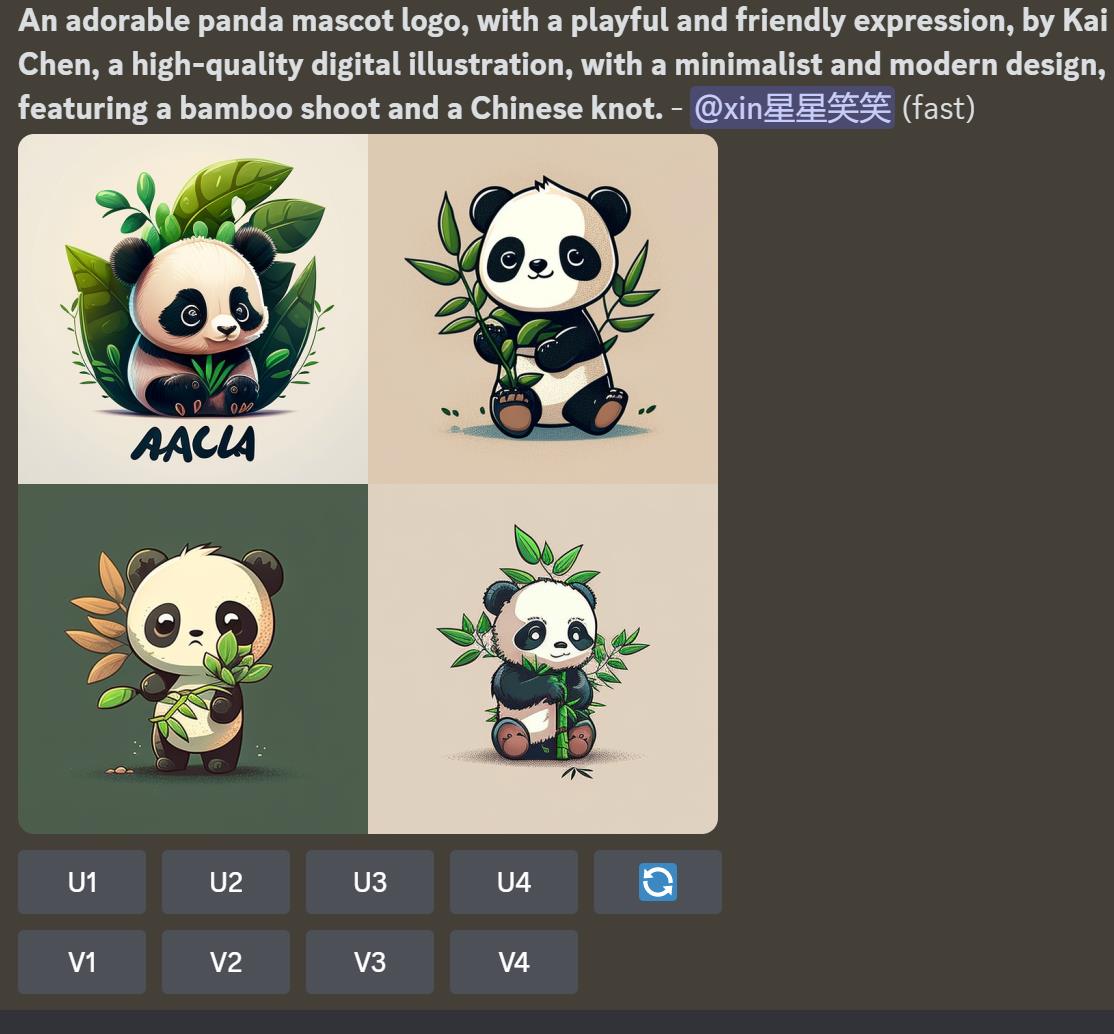 An adorable panda mascot logo, with a playful and friendly expression, by Kai
Chen, a high-quality digital illustration, with a minimalist and modern design,
featuring a bamboo shoot and a Chinese knot. - @xin星星笑笑 (fast)
AACLA
U1 U2 U3 U4
V1 V2 V3 V4